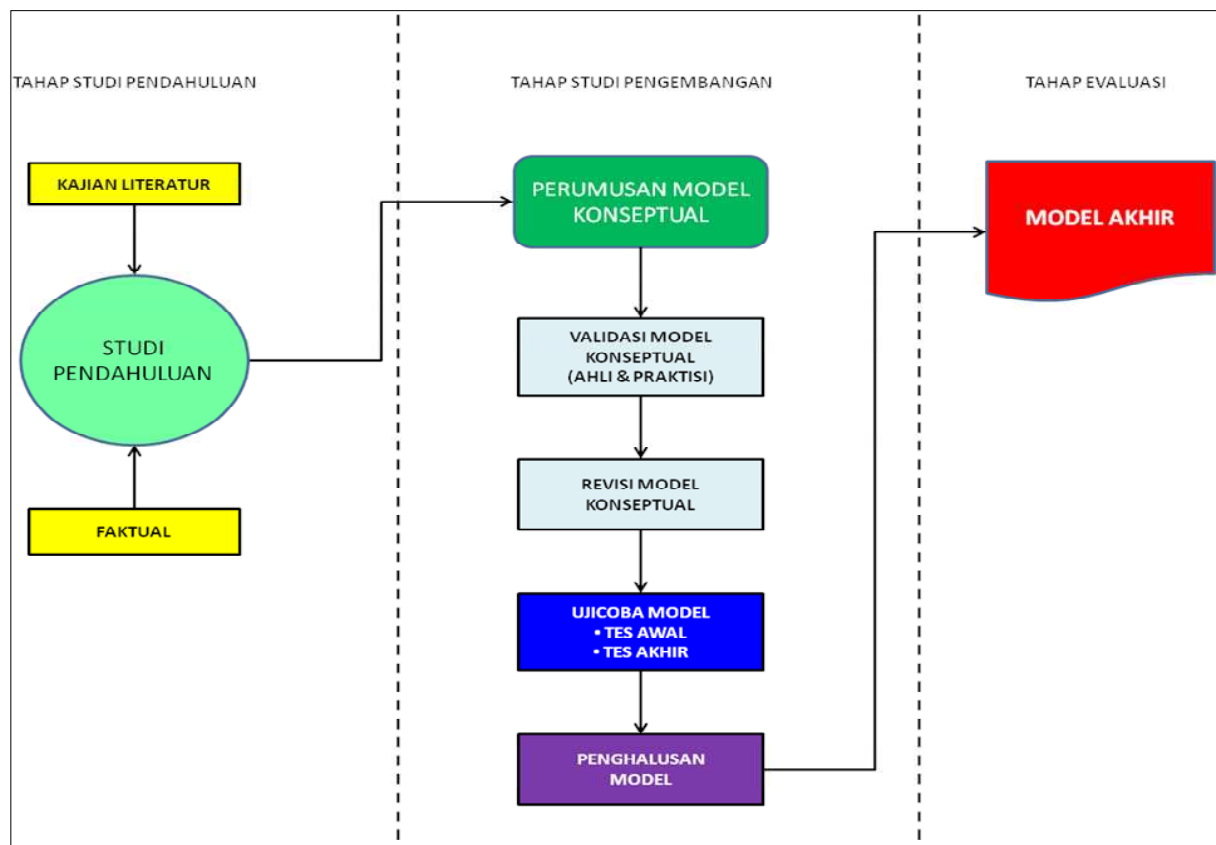 TAHAP STUDI PENDAHULUAN
KAJIAN LITERATUR
STUDI
PENDAHULUAN
FAKTUAL
TAHAP STUDI PENGEMBANGAN
PERUMUSAN MODEL
KONSEPTUAL
VALIDASI MODEL
KONSEPTUAL
(AHLI & PRAKTISI)
REVISI MODEL
KONSEPTUAL
UJICOBA MODEL
• TES AWAL
• TES AKHIR
PENGHALUSAN
MODEL
TAHAP EVALUASI
MODEL AKHIR